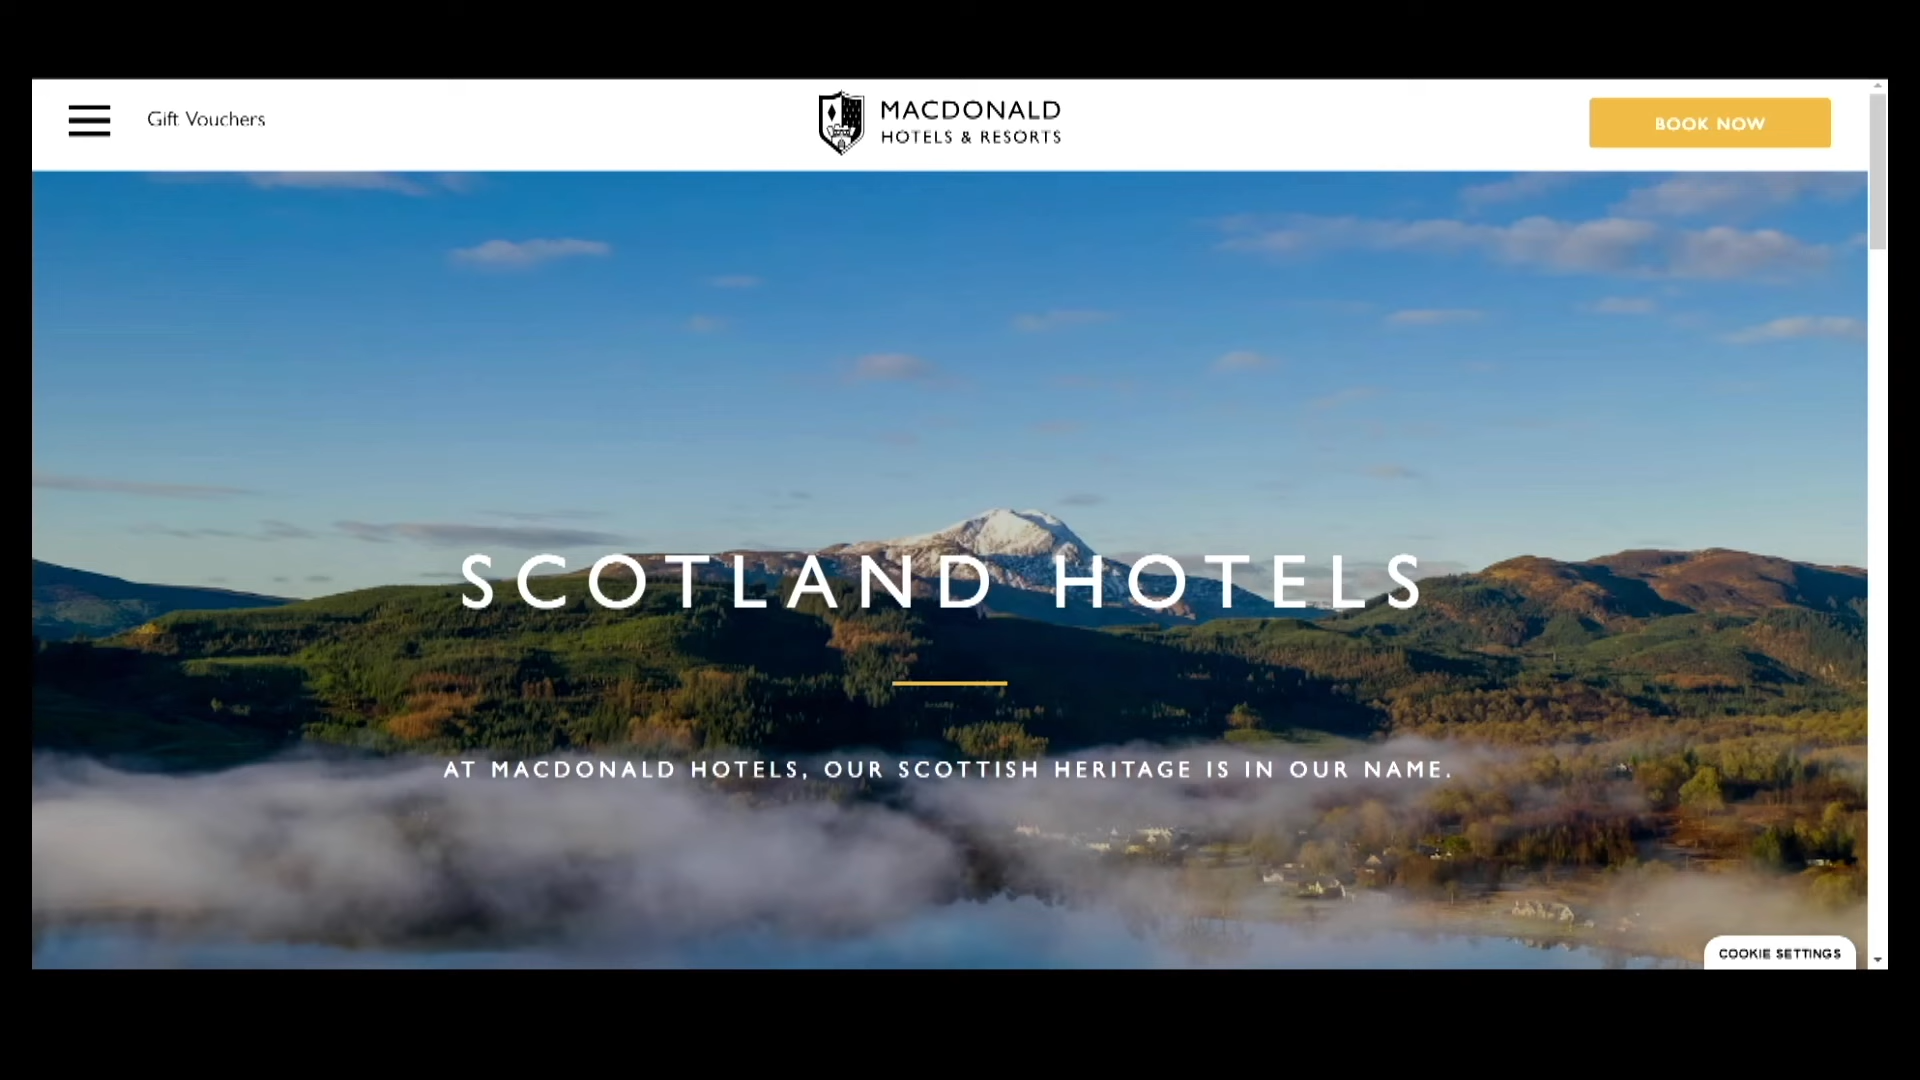 Gift Vouchers
MACDONALD
HOTELS & RESORTS
BOOK NOW
SCOTLAND HOTELS
AT MACDONALD HOTELS, OUR SCOTTISH HERITAGE IS IN OUR NAME.
COOKIE SETTINGS